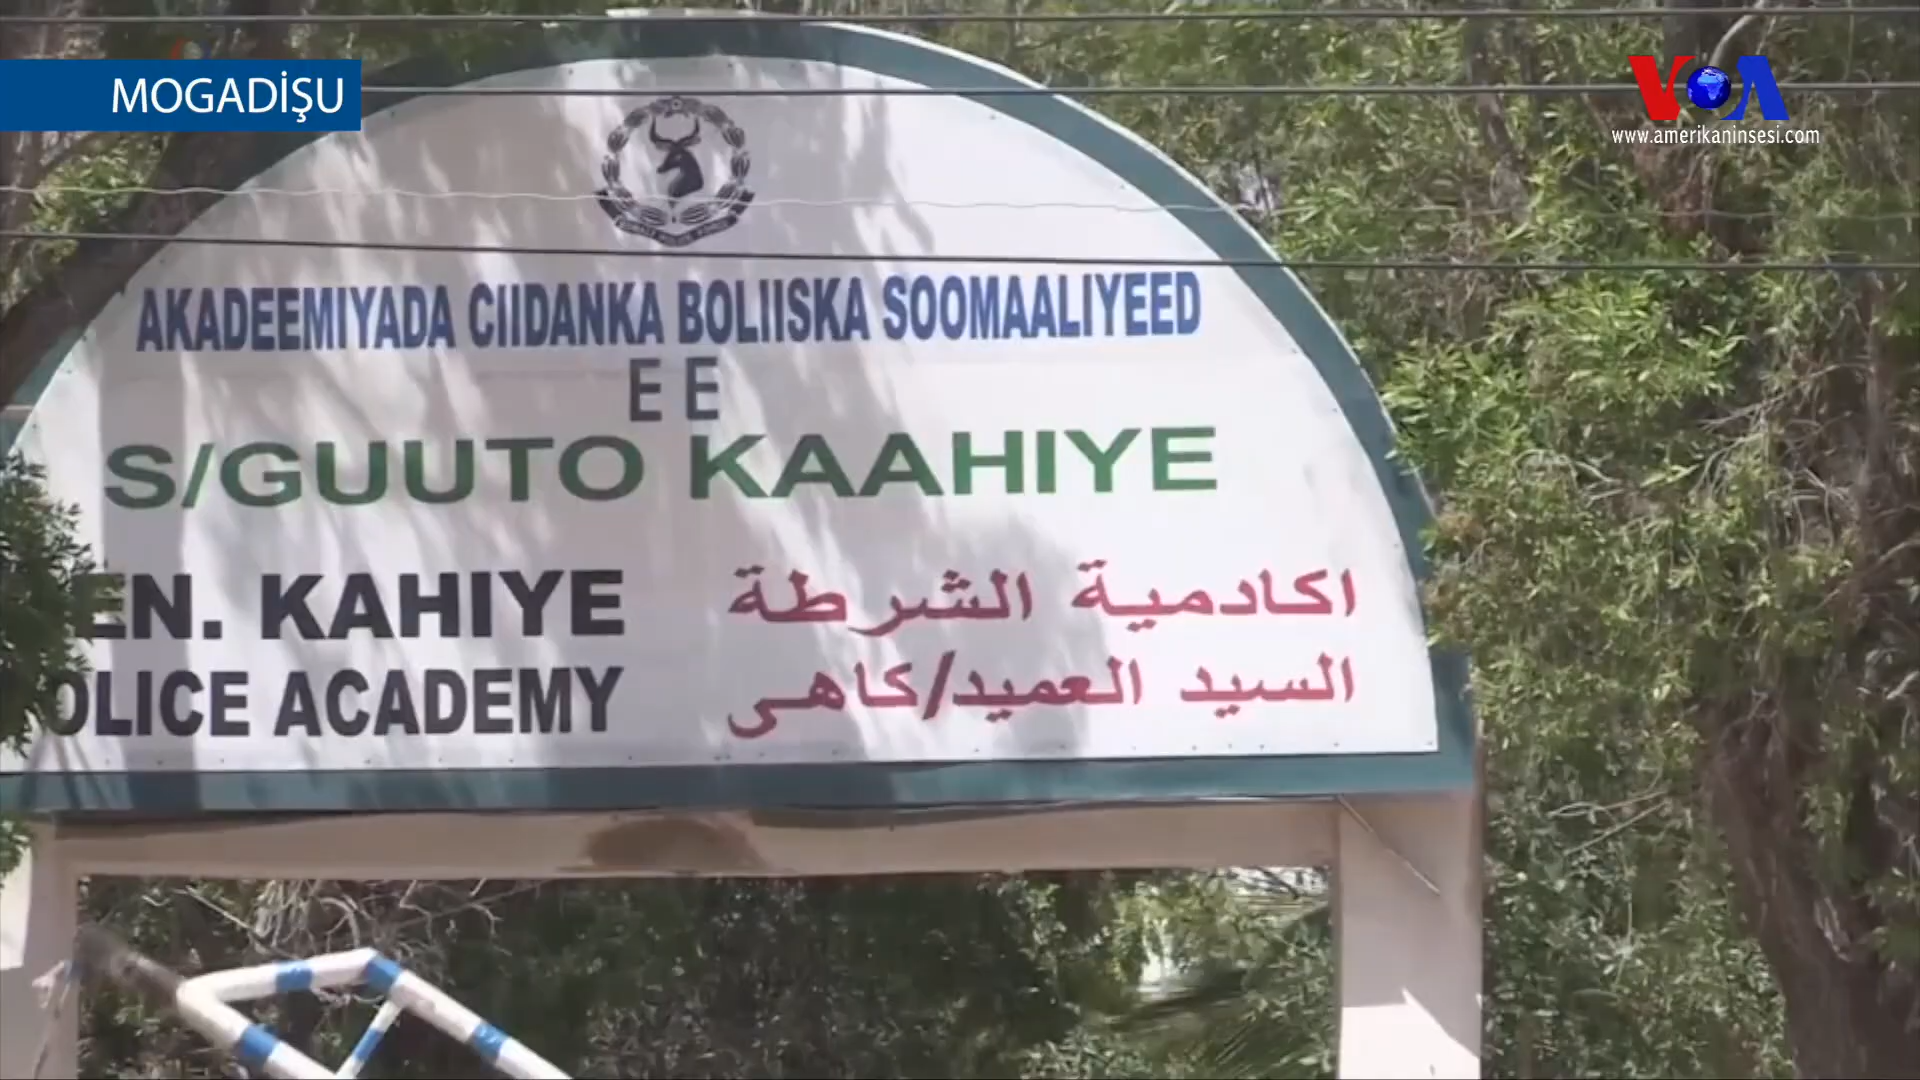 MOGADİŞU
VOA
www.amerikaninsesi.com
AKADEEMIYADA CIIDANKA BOLIISKA SOOMAALIYEED
EE
S/GUUTO KAAHIYE
EN. KAHIYE
OLICE ACADEMY
اكادمية الشرطة
السيد العميد/كاهى